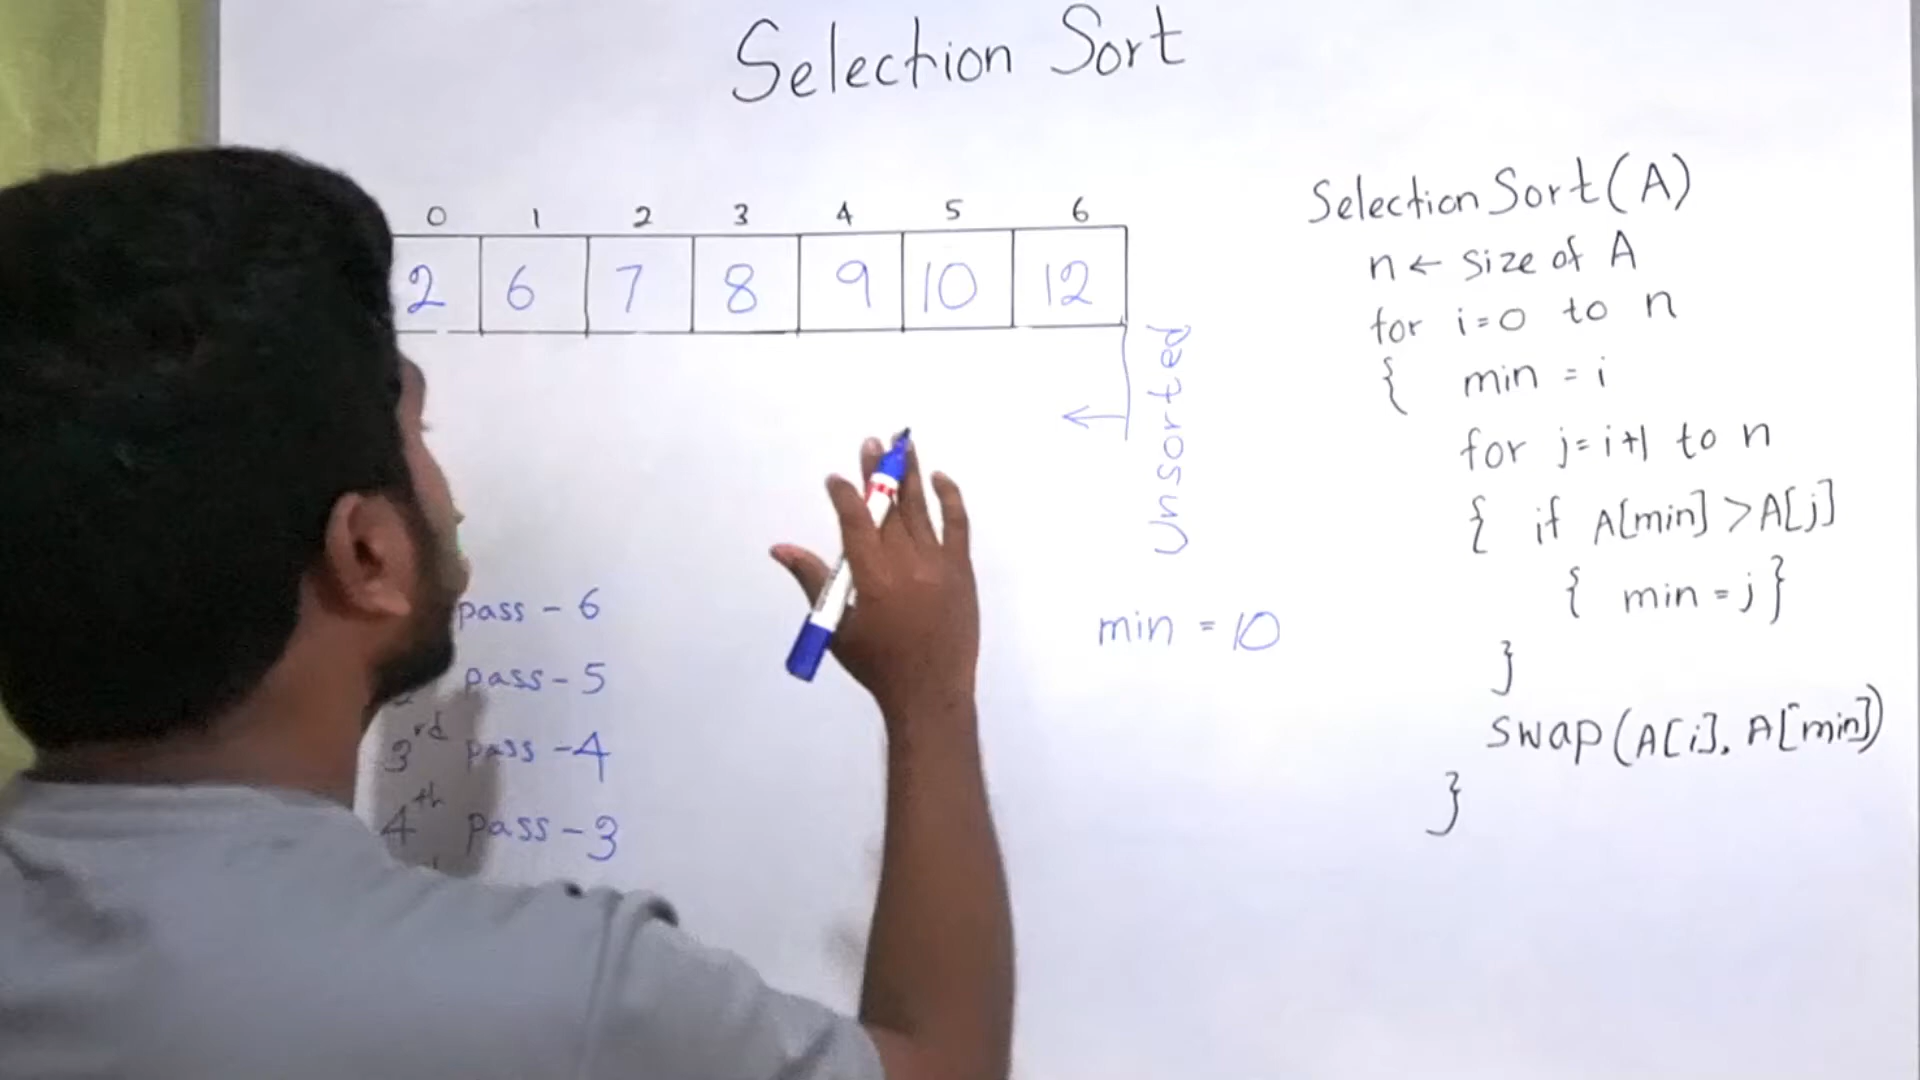 Selection Sort
0 1 2 3 4 5 6
2 6 7 8 9 10 12
Unsorted
pass - 6
pass - 5
3rd pass - 4
4th pass - 3
min = 10
Selection Sort(A)
n ← size of A
for i=0 to n
{ min = i
for j=i+1 to n
{ if A[min] >A[j]
{ min = j}
}
swap(A[i], A[min])
}